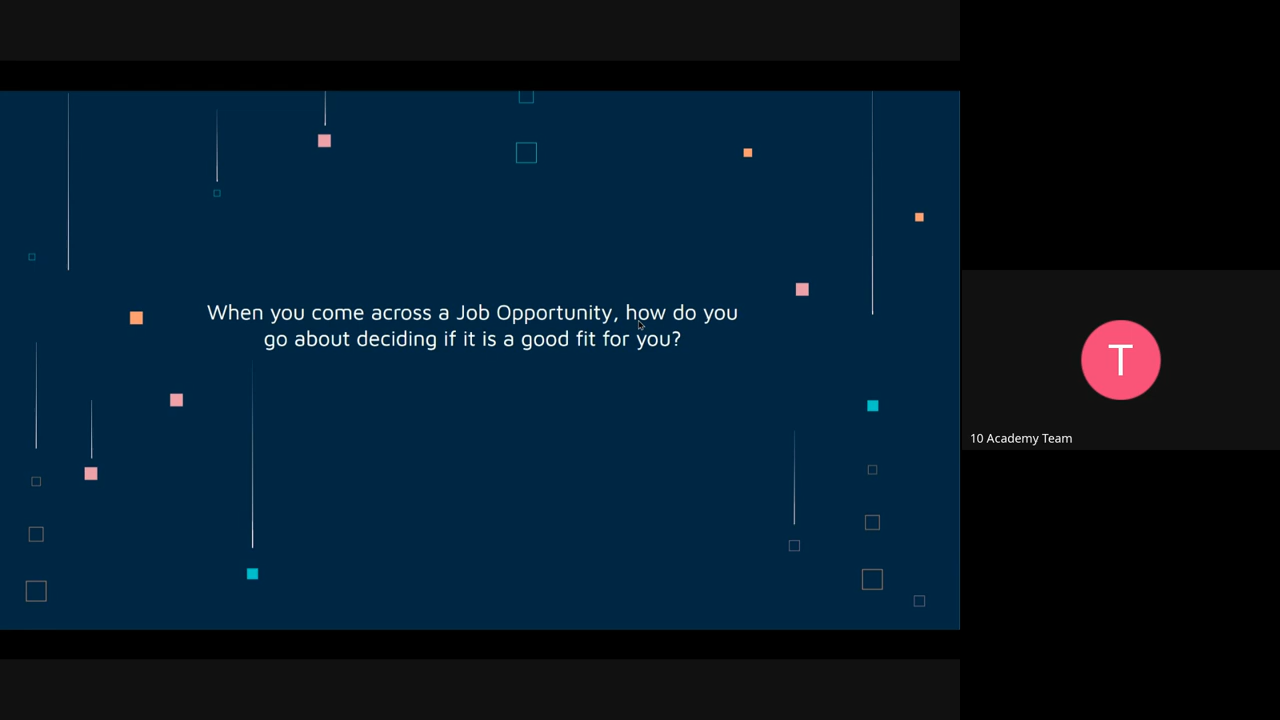 When you come across a Job Opportunity, how do you
go about deciding if it is a good fit for you?
T
10 Academy Team